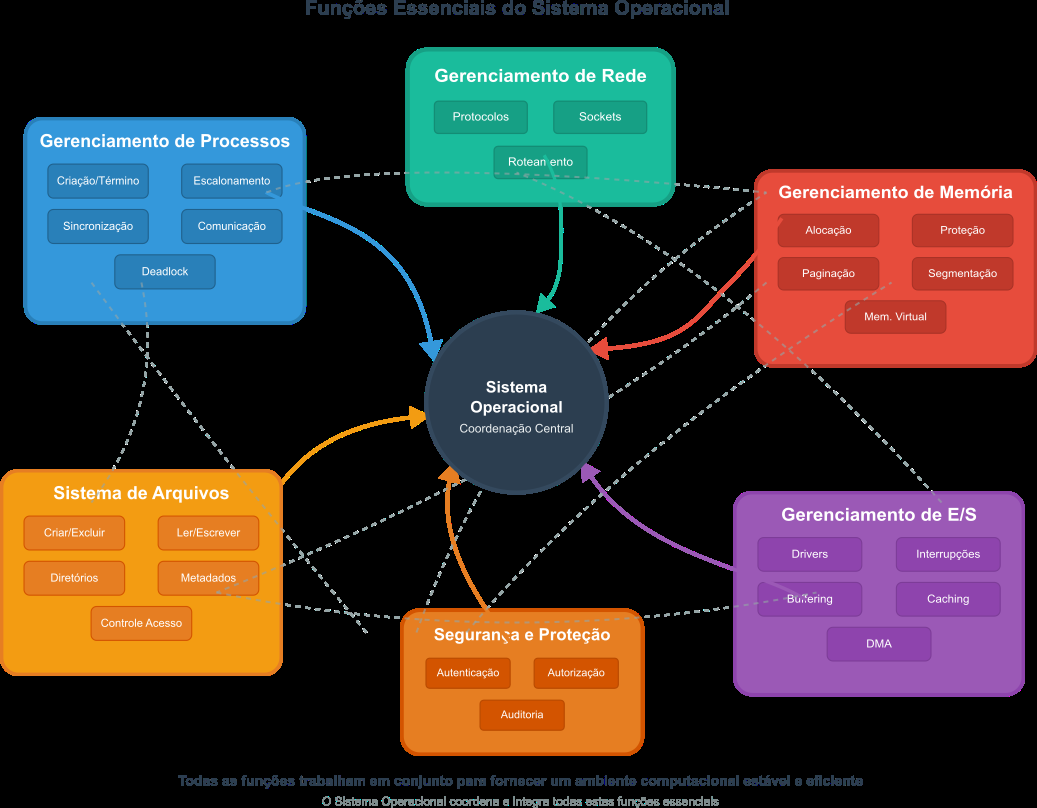 Funções Essenciais do Sistema Operacional
Gerenciamento de Rede
Protocolos
Sockets
Roteamento
Gerenciamento de Processos
Criação/Término
Escalonamento
Sincronização
Comunicação
Deadlock
Gerenciamento de Memória
Alocação
Proteção
Paginação
Segmentação
Mem. Virtual
Sistema
Operacional
Coordenação Central
Sistema de Arquivos
Criar/Excluir
Ler/Escrever
Diretórios
Metadados
Controle Acesso
Gerenciamento de E/S
Drivers
Interrupções
Buffering
Caching
DMA
Segurança e Proteção
Autenticação
Autorização
Auditoria
Todas as funções trabalham em conjunto para fornecer um ambiente computacional estável e eficiente
O Sistema Operacional coordena e integra todas estas funções essenciais